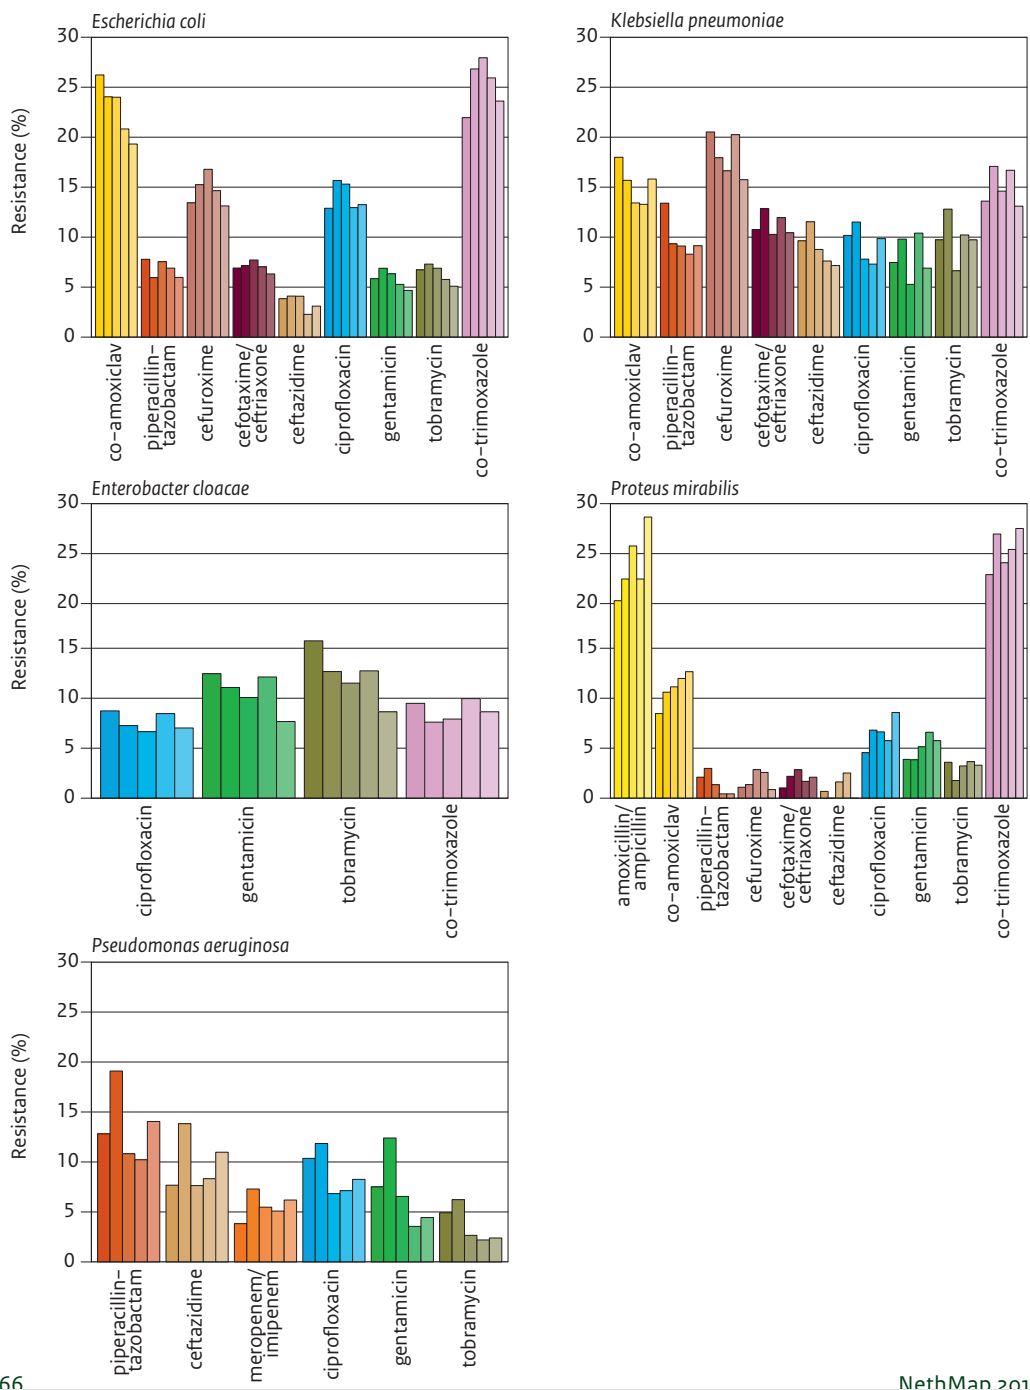 Escherichia coli
30
25
20
15
10
5
0
Resistance (%)
co-amoxiclav
piperacillin-
tazobactam
cefuroxime
cefotaxime/
ceftriaxone
ceftazidime
ciprofloxacin
gentamicin
tobramycin
co-trimoxazole
Klebsiella pneumoniae
30
25
20
15
10
5
0
co-amoxiclav
piperacillin-
tazobactam
cefuroxime
cefotaxime/
ceftriaxone
ceftazidime
ciprofloxacin
gentamicin
tobramycin
co-trimoxazole
Enterobacter cloacae
30
25
20
15
10
5
0
Resistance (%)
ciprofloxacin
gentamicin
tobramycin
co-trimoxazole
Proteus mirabilis
30
25
20
15
10
5
0
amoxicillin/
ampicillin
co-amoxiclav
piperacillin-
tazobactam
cefuroxime
cefotaxime/
ceftriaxone
ceftazidime
ciprofloxacin
gentamicin
tobramycin
co-trimoxazole
Pseudomonas aeruginosa
30
25
20
15
10
5
0
Resistance (%)
piperacillin-
tazobactam
ceftazidime
meropenem/
imipenem
ciprofloxacin
gentamicin
tobramycin
66
NethMap 201